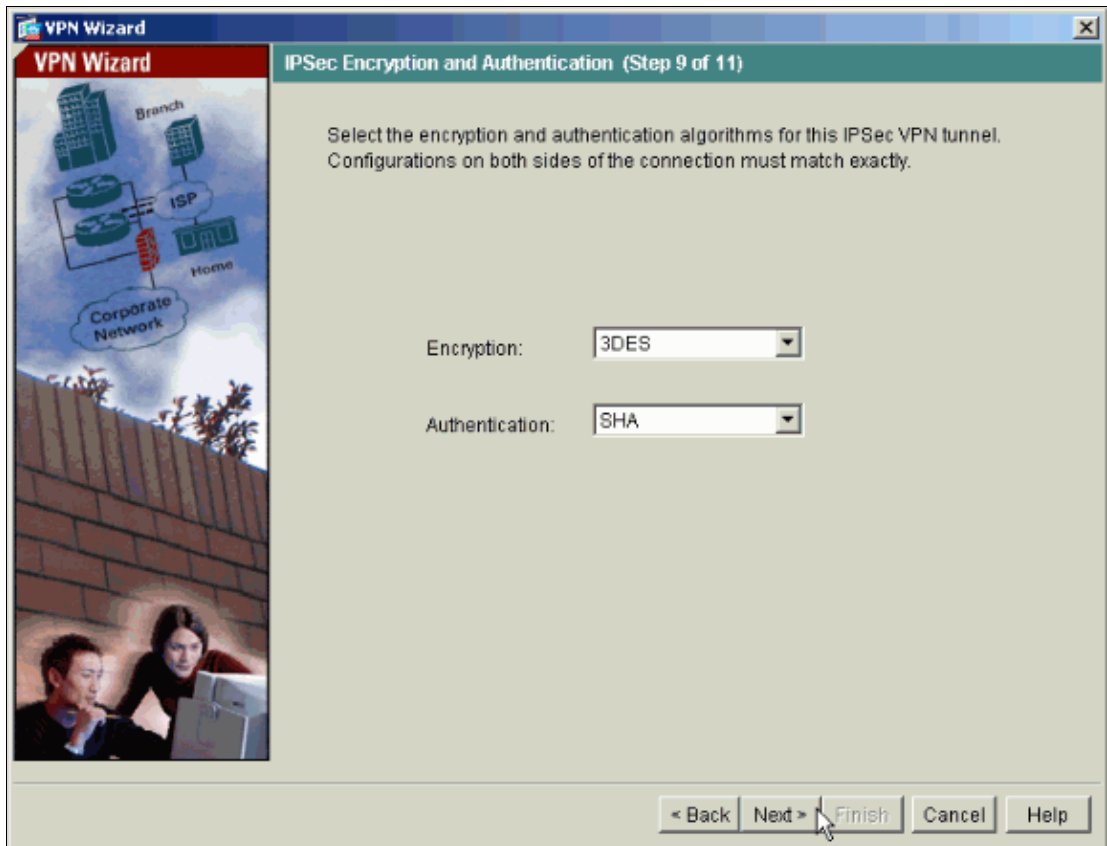 VPN Wizard
VPN Wizard
IPSec Encryption and Authentication (Step 9 of 11)
Branch
ISP
Home
Corporate
Network
Select the encryption and authentication algorithms for this IPSec VPN tunnel.
Configurations on both sides of the connection must match exactly.
Encryption: 3DES
Authentication: SHA
< Back Next > Finish Cancel Help